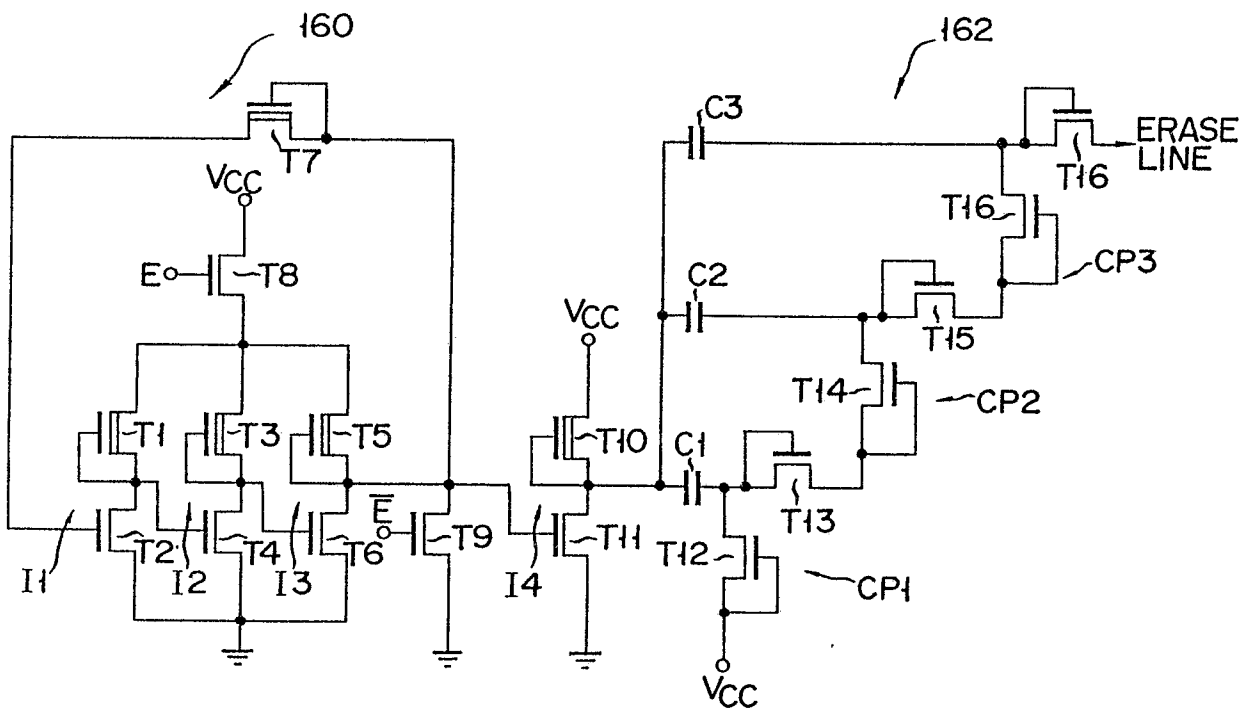 160
162
C3
T7
ERASE
LINE
T16
VCC
T16
E
T8
CP3
C2
VCC
T15
T14
CP2
T1
T3
T5
T10
C1
T13
E
T2
T4
T6
T9
T11
T12
I1
I2
I3
I4
CP1
VCC